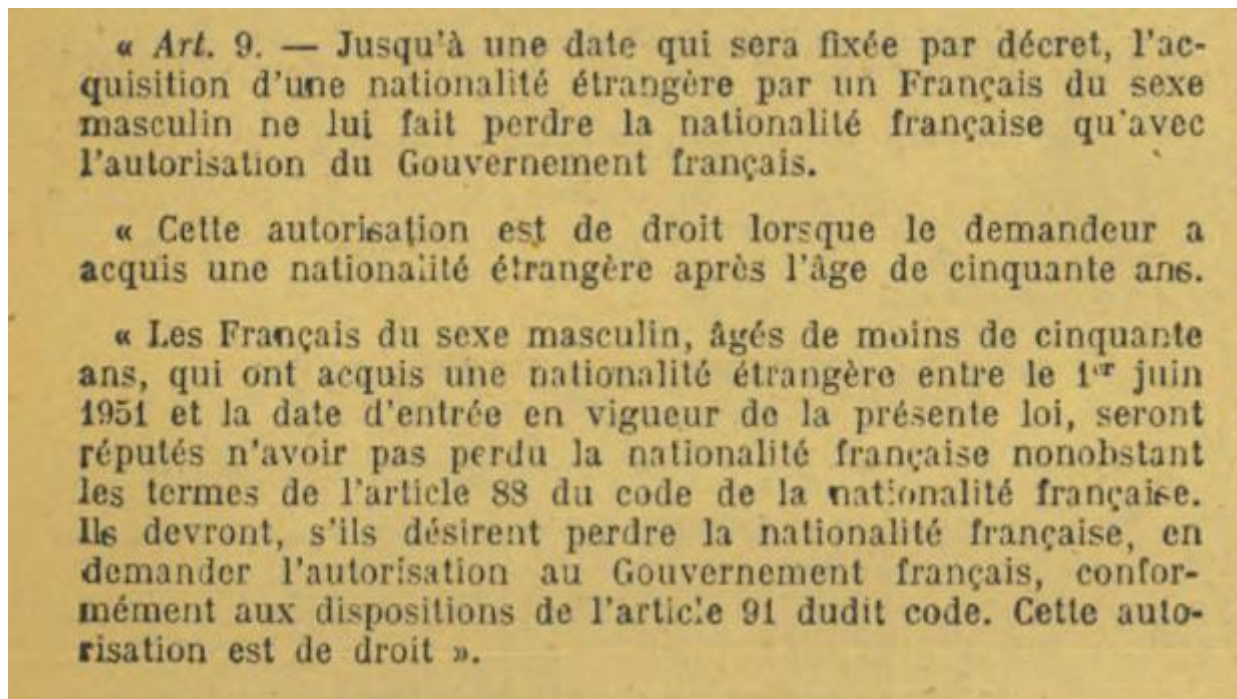 « Art. 9. — Jusqu'à une date qui sera fixée par décret, l'ac-
quisition d'une nationalité étrangère par un Français du sexe
masculin ne lui fait perdre la nationalité française qu'avec
l'autorisation du Gouvernement français.
« Cette autorisation est de droit lorsque le demandeur a
acquis une nationalité étrangère après l'âge de cinquante ans.
« Les Français du sexe masculin, âgés de moins de cinquante
ans, qui ont acquis une nationalité étrangère entre le 1er juin
1951 et la date d'entrée en vigueur de la présente loi, seront
réputés n'avoir pas perdu la nationalité française nonobstant
les termes de l'article 88 du code de la nationalité française.
Ils devront, s'ils désirent perdre la nationalité française, en
demander l'autorisation au Gouvernement français, confor-
mément aux dispositions de l'article 91 dudit code. Cette auto-
risation est de droit ».